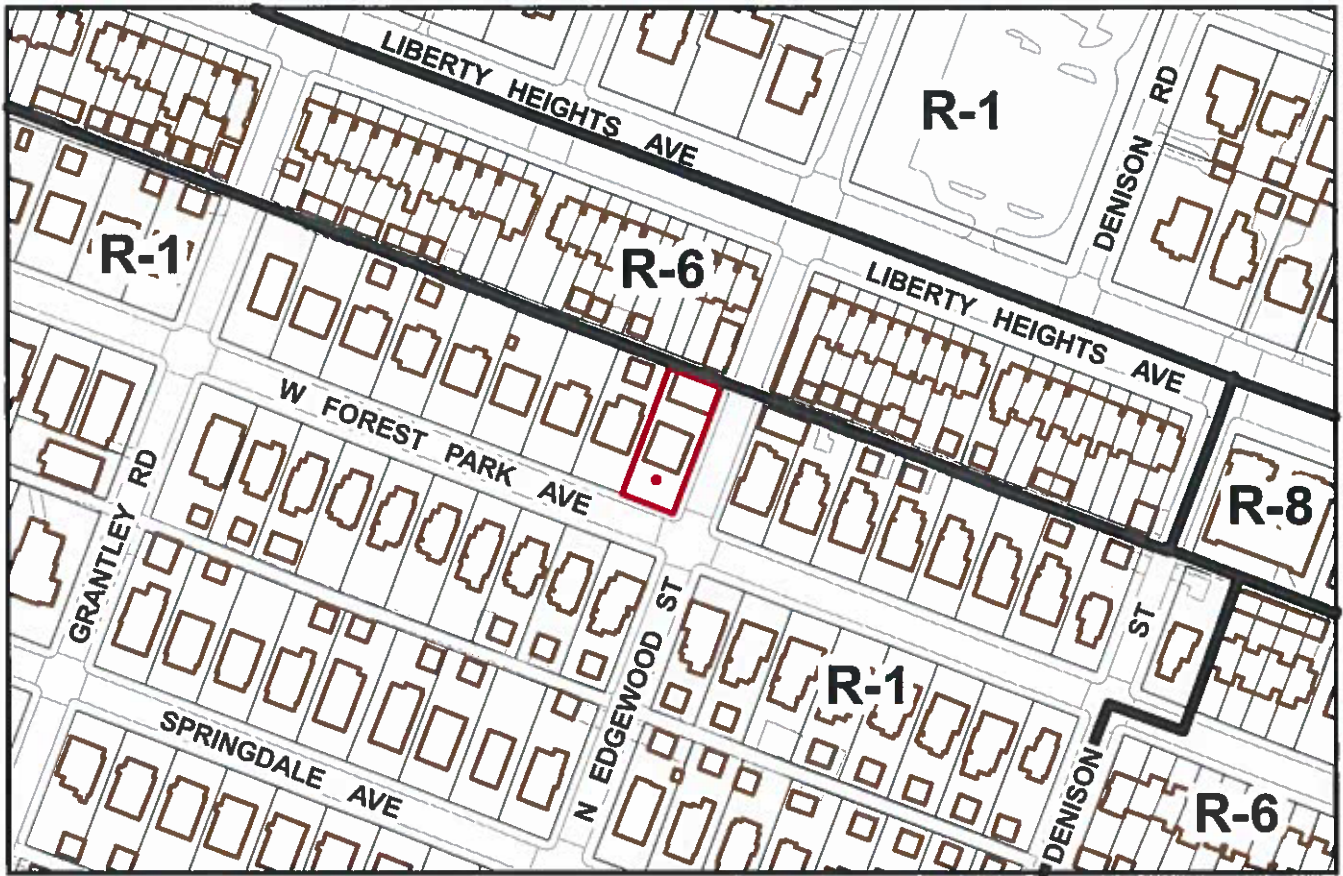 LIBERTY HEIGHTS AVE
R-1
DENISON RD
R-1
R-6
LIBERTY HEIGHTS AVE
W FOREST PARK AVE
GRANTLEY RD
R-8
N EDGEWOOD ST
R-1
DENISON ST
SPRINGDALE AVE
R-6